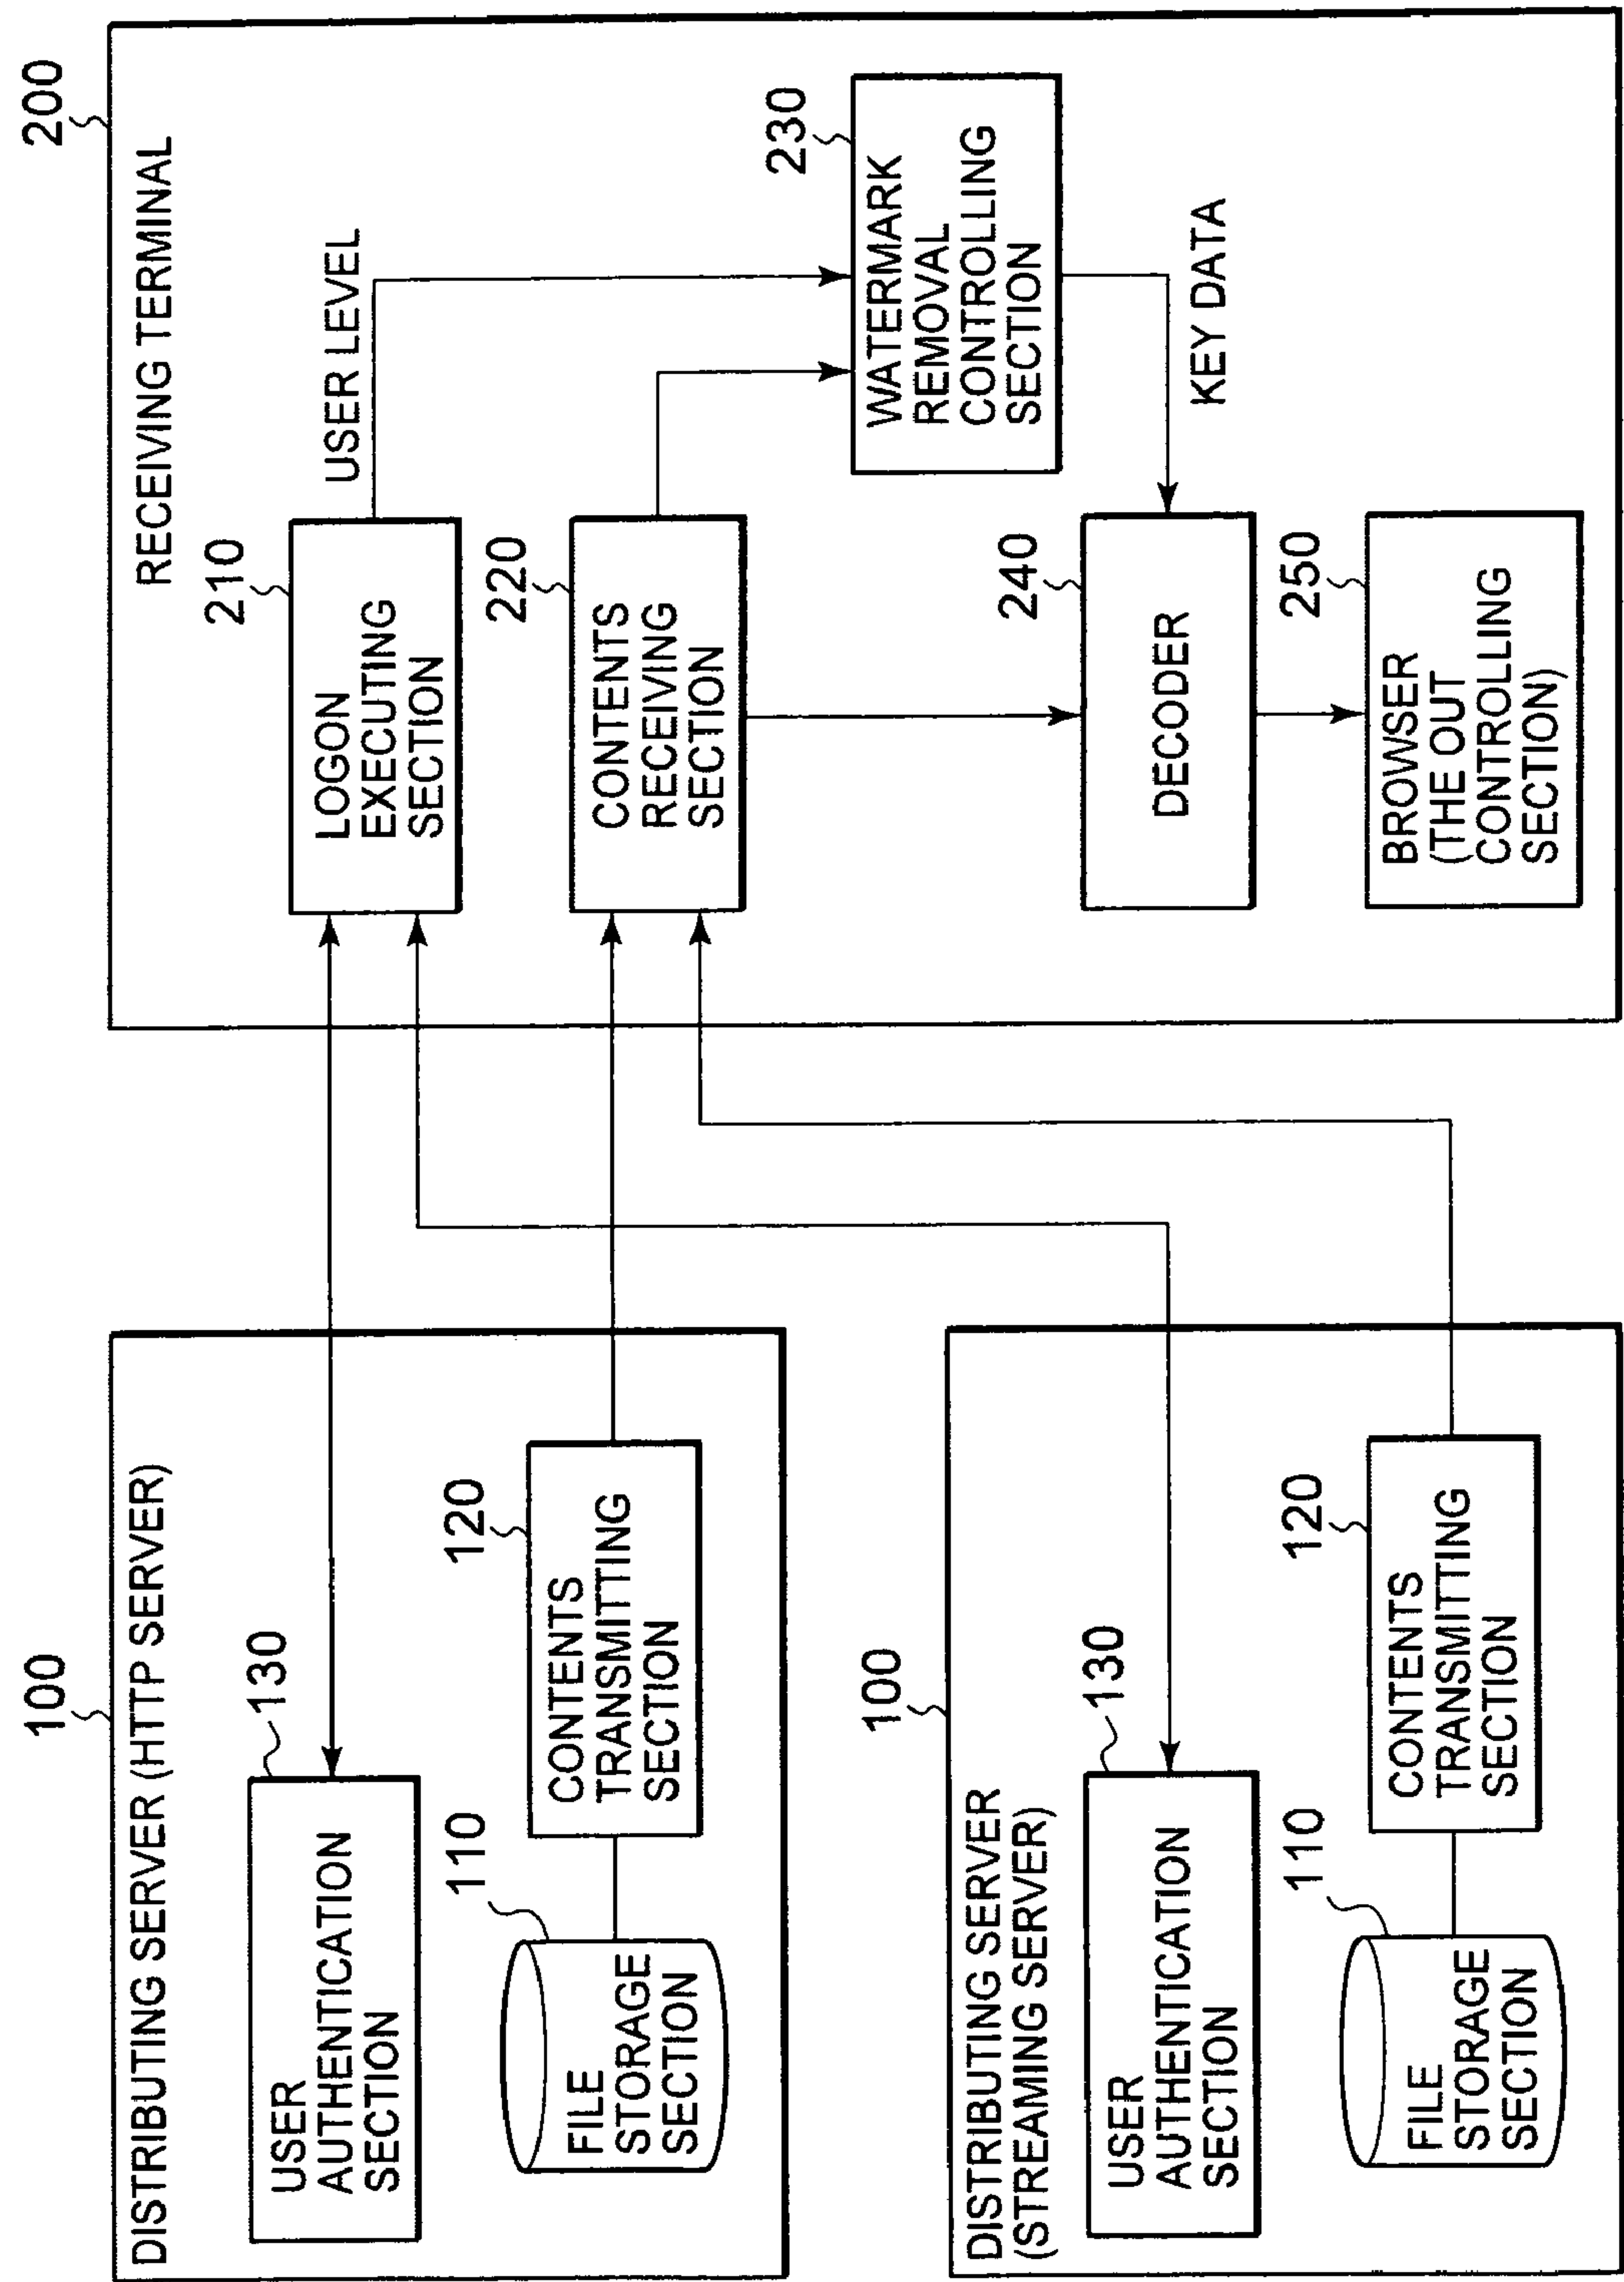 100
DISTRIBUTING SERVER (HTTP SERVER)
130
USER
AUTHENTICATION
SECTION
110
FILE
STORAGE
SECTION
120
CONTENTS
TRANSMITTING
SECTION
100
DISTRIBUTING SERVER
(STREAMING SERVER)
130
USER
AUTHENTICATION
SECTION
110
FILE
STORAGE
SECTION
120
CONTENTS
TRANSMITTING
SECTION
200
RECEIVING TERMINAL
210
LOGON
EXECUTING
SECTION
USER LEVEL
220
CONTENTS
RECEIVING
SECTION
230
WATERMARK
REMOVAL
CONTROLLING
SECTION
KEY DATA
240
DECODER
250
BROWSER
(THE OUT
CONTROLLING
SECTION)